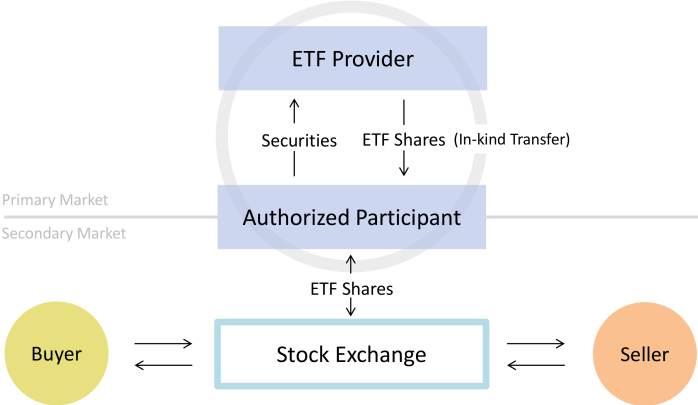 ETF Provider
Securities
ETF Shares (In-kind Transfer)
Primary Market
Authorized Participant
Secondary Market
ETF Shares
Buyer
Stock Exchange
Seller